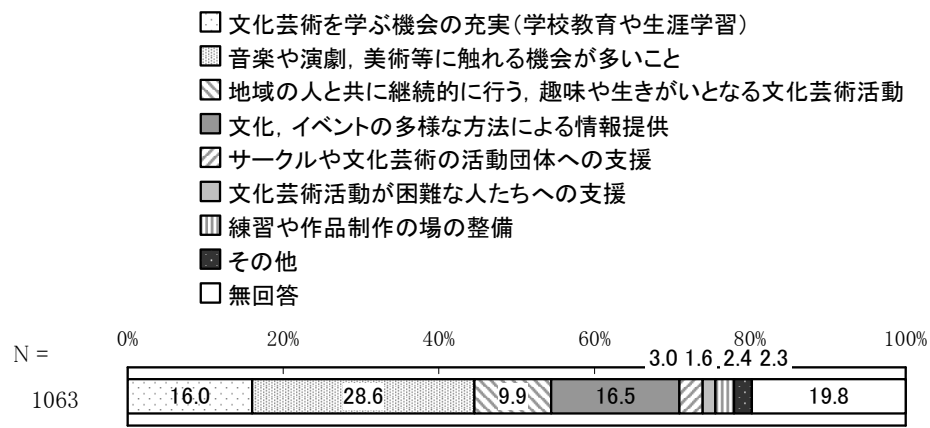 文化芸術を学ぶ機会の充実（学校教育や生涯学習）
音楽や演劇，美術等に触れる機会が多いこと
地域の人と共に継続的に行う，趣味や生きがいとなる文化芸術活動
文化，イベントの多様な方法による情報提供
サークルや文化芸術の活動団体への支援
文化芸術活動が困難な人たちへの支援
練習や作品制作の場の整備
その他
無回答
0% 20% 40% 60% 80% 100%
N =
3.0 1.6 2.4 2.3
1063 16.0 28.6 9.9 16.5 19.8